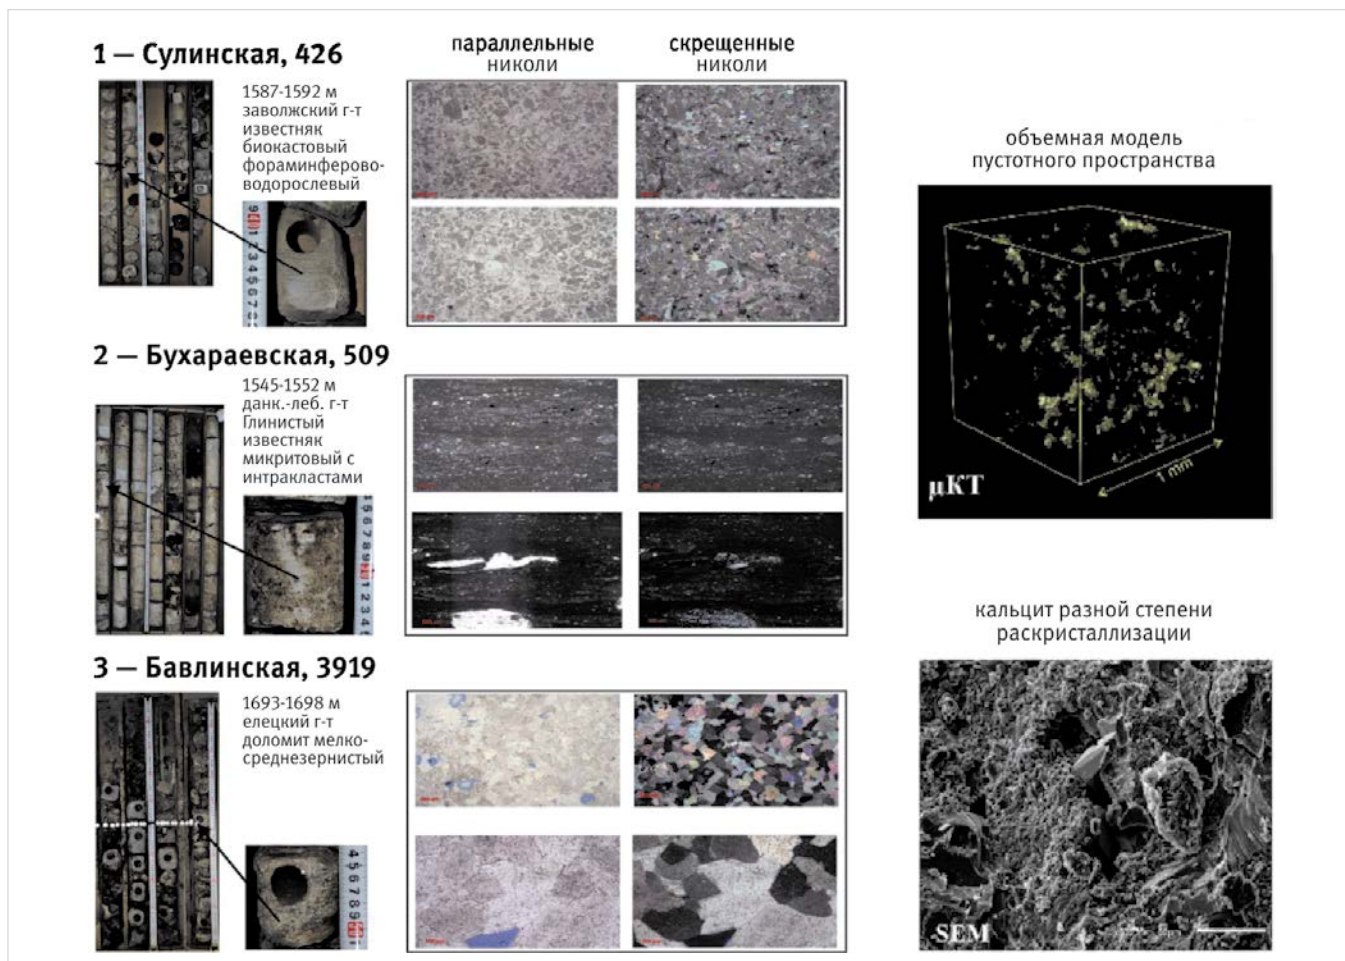 1 — Сулинская, 426
параллельные
николи
скрещенные
николи
1587-1592 м
заволжский г-т
известняк
биокастовый
фораминферово-
водорослевый
2 — Бухараевская, 509
1545-1552 м
данк.-леб. г-т
Глинистый
известняк
микритовый с
интракластами
3 — Бавлинская, 3919
1693-1698 м
елецкий г-т
доломит мелко-
среднезернистый
объемная модель
пустотного пространства
1 mm
μКТ
кальцит разной степени
раскристаллизации
SEM